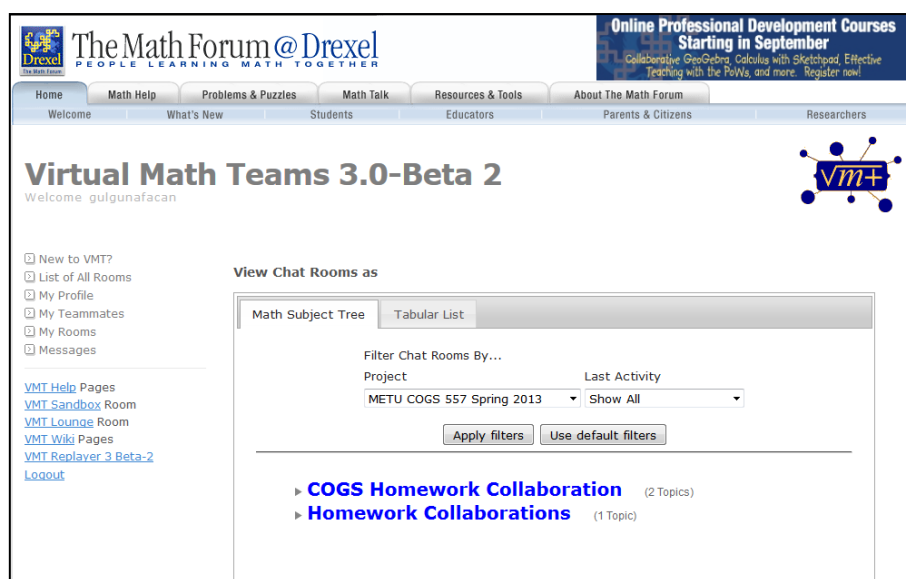 Drexel
The Math Forum
The Math Forum @ Drexel
PEOPLE LEARNING MATH TOGETHER
Online Professional Development Courses
Starting in September
Collaborative GeoGebra, Calculus with Sketchpad, Effective
Teaching with the PoWs, and more. Register now!
Home Math Help Problems & Puzzles Math Talk Resources & Tools About The Math Forum
Welcome What's New Students Educators Parents & Citizens Researchers
Virtual Math Teams 3.0-Beta 2
Welcome gulgunafacan
√m+
New to VMT?
List of All Rooms
My Profile
My Teammates
My Rooms
Messages
VMT Help Pages
VMT Sandbox Room
VMT Lounge Room
VMT Wiki Pages
VMT Replayer 3 Beta-2
Logout
View Chat Rooms as
Math Subject Tree Tabular List
Filter Chat Rooms By...
Project Last Activity
METU COGS 557 Spring 2013 Show All
Apply filters Use default filters
COGS Homework Collaboration (2 Topics)
Homework Collaborations (1 Topic)